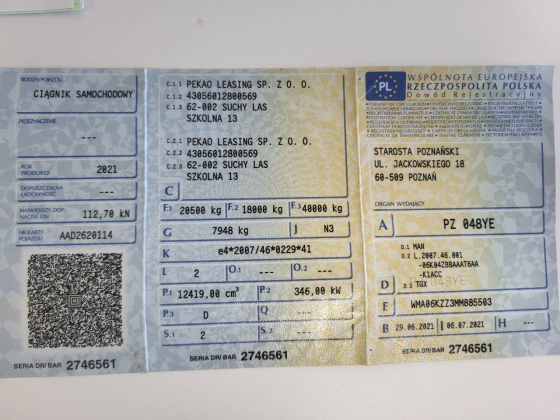 RODZAJ POJAZDU
CIĄGNIK SAMOCHODOWY
PRZEZNACZENIE
---
ROK PRODUKCJI
2021
DOPUSZCZALNA ŁADOWNOŚĆ
---
NAJWIĘKSZY DOP. NACISK OSI
112,70 kN
NR KARTY POJAZDU
AAD2620114
SERIA DR/BAR 2746561
C.1.1 PEKAO LEASING SP. Z O. O.
C.1.2 43056012800569
C.1.3 62-002 SUCHY LAS
SZKOLNA 13
C.2.1 PEKAO LEASING SP. Z O. O.
C.2.2 43056012800569
C.2.3 62-002 SUCHY LAS
SZKOLNA 13
C
F.1 20500 kg F.2 18000 kg F.3 40000 kg
G 7948 kg J N3
K e4*2007/46*0229*41
L 2 O.1 --- O.2 ---
P.1 12419,00 cm³ P.2 346,00 kW
P.3 D Q ---
S.1 2 S.2 ---
SERIA DR/BAR 2746561
PL
WSPÓLNOTA EUROPEJSKA
RZECZPOSPOLITA POLSKA
Dowód Rejestracyjny
STAROSTA POZNAŃSKI
UL. JACKOWSKIEGO 18
60-509 POZNAŃ
ORGAN WYDAJĄCY
A PZ 048YE
D.1 MAN
D.2 L.2007.46.001
-06K04ZBBAAAT6AA
-K1ACC
D D.3 TGX
E WMA06KZZ3MM885503
B 29.06.2021 I 06.07.2021 H ---
SERIA DR/BAR 2746561